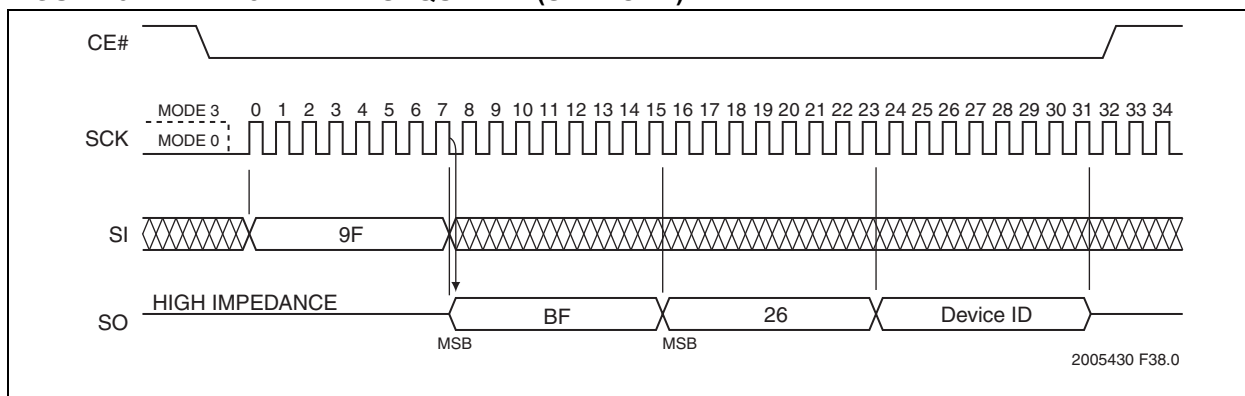 CE#
MODE 3
0 1 2 3 4 5 6 7 8 9 10 11 12 13 14 15 16 17 18 19 20 21 22 23 24 25 26 27 28 29 30 31 32 33 34
SCK
MODE 0
SI
9F
HIGH IMPEDANCE
SO
BF
26
Device ID
MSB
MSB
2005430 F38.0